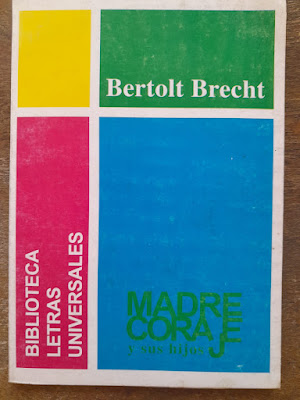 Bertolt Brecht
BIBLIOTECA
LETRAS
UNIVERSALES
MADRE
CORAJE
y sus hijos